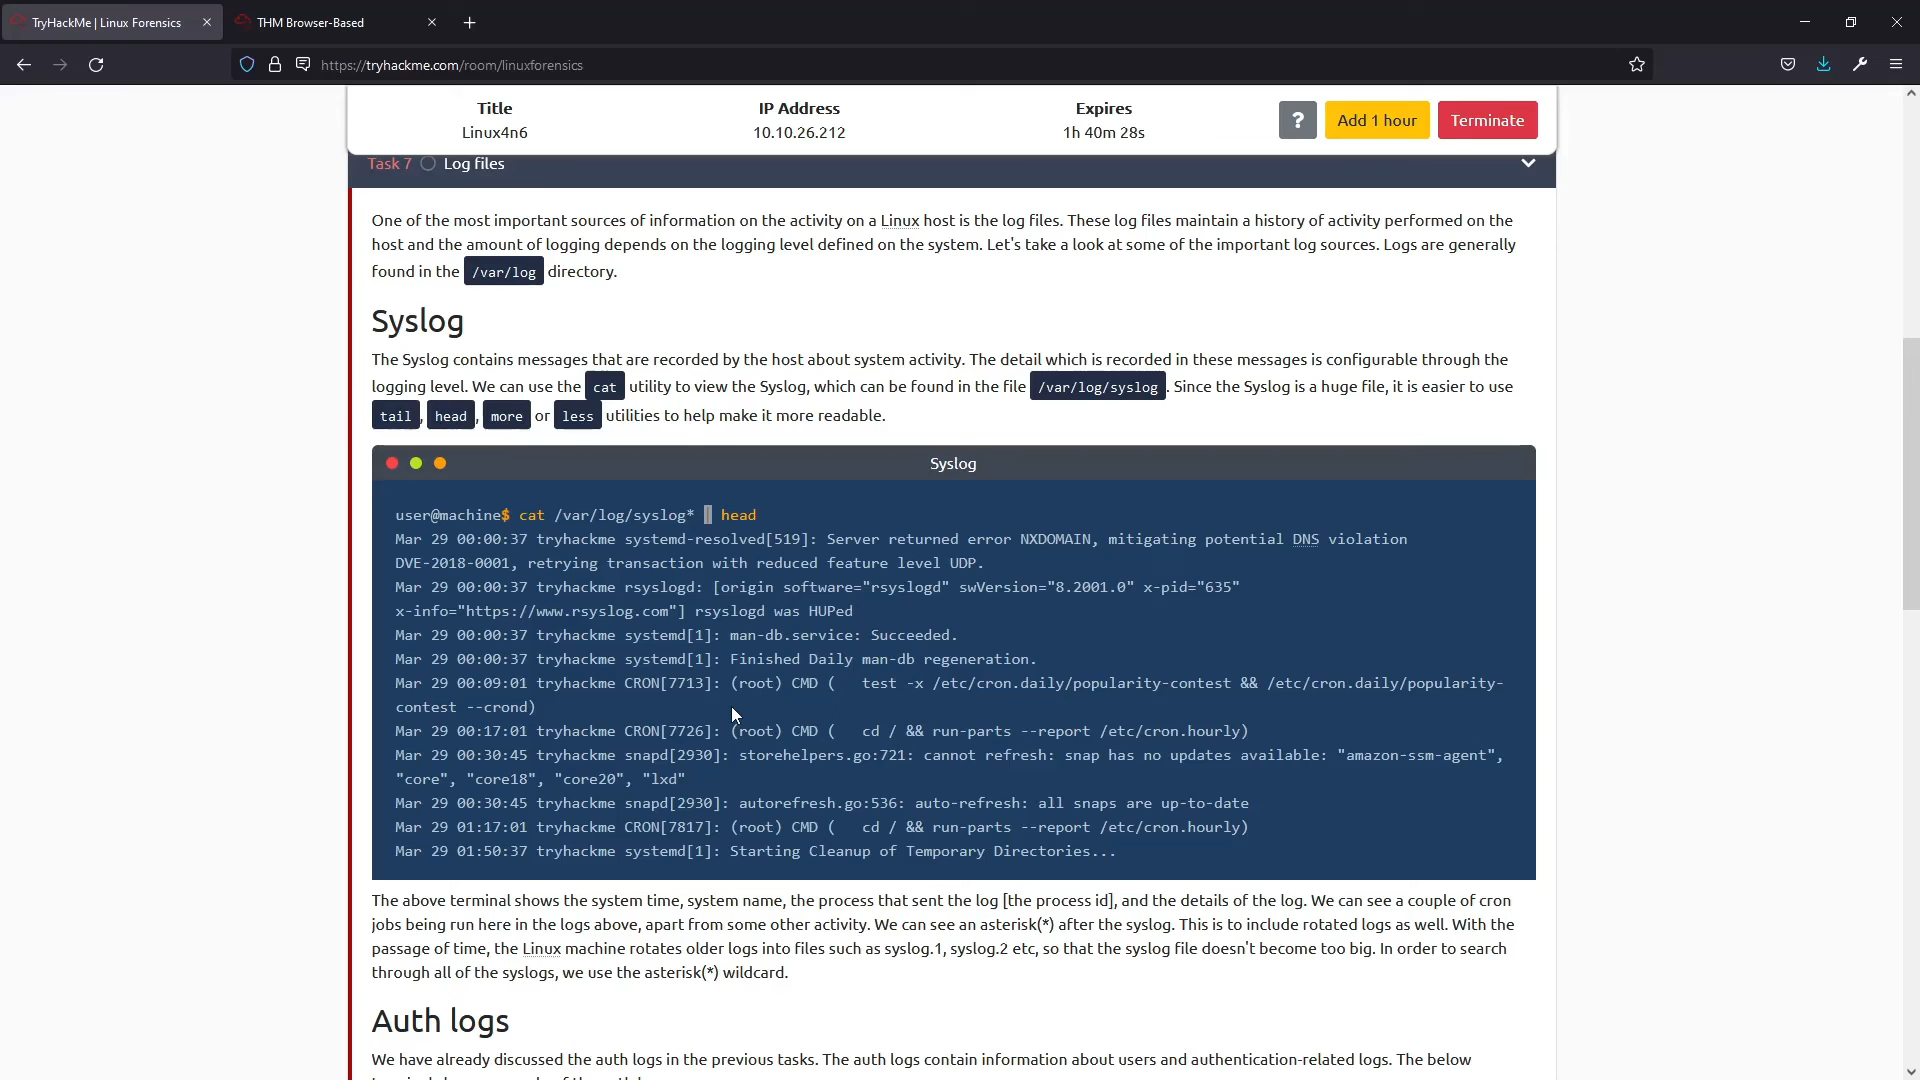 TryHackMe | Linux Forensics
THM Browser-Based
https://tryhackme.com/room/linuxforensics
Title
Linux4n6
IP Address
10.10.26.212
Expires
1h 40m 28s
?
Add 1 hour
Terminate
Task 7
Log files
One of the most important sources of information on the activity on a Linux host is the log files. These log files maintain a history of activity performed on the
host and the amount of logging depends on the logging level defined on the system. Let's take a look at some of the important log sources. Logs are generally
found in the /var/log directory.
Syslog
The Syslog contains messages that are recorded by the host about system activity. The detail which is recorded in these messages is configurable through the
logging level. We can use the cat utility to view the Syslog, which can be found in the file /var/log/syslog. Since the Syslog is a huge file, it is easier to use
tail, head, more or less utilities to help make it more readable.
Syslog
user@machine$ cat /var/log/syslog* | head
Mar 29 00:00:37 tryhackme systemd-resolved[519]: Server returned error NXDOMAIN, mitigating potential DNS violation
DVE-2018-0001, retrying transaction with reduced feature level UDP.
Mar 29 00:00:37 tryhackme rsyslogd: [origin software="rsyslogd" swVersion="8.2001.0" x-pid="635"
x-info="https://www.rsyslog.com"] rsyslogd was HUPed
Mar 29 00:00:37 tryhackme systemd[1]: man-db.service: Succeeded.
Mar 29 00:00:37 tryhackme systemd[1]: Finished Daily man-db regeneration.
Mar 29 00:09:01 tryhackme CRON[7713]: (root) CMD (   test -x /etc/cron.daily/popularity-contest && /etc/cron.daily/popularity-
contest --crond)
Mar 29 00:17:01 tryhackme CRON[7726]: (root) CMD (   cd / && run-parts --report /etc/cron.hourly)
Mar 29 00:30:45 tryhackme snapd[2930]: storehelpers.go:721: cannot refresh: snap has no updates available: "amazon-ssm-agent",
"core", "core18", "core20", "lxd"
Mar 29 00:30:45 tryhackme snapd[2930]: autorefresh.go:536: auto-refresh: all snaps are up-to-date
Mar 29 01:17:01 tryhackme CRON[7817]: (root) CMD (   cd / && run-parts --report /etc/cron.hourly)
Mar 29 01:50:37 tryhackme systemd[1]: Starting Cleanup of Temporary Directories...
The above terminal shows the system time, system name, the process that sent the log [the process id], and the details of the log. We can see a couple of cron
jobs being run here in the logs above, apart from some other activity. We can see an asterisk(*) after the syslog. This is to include rotated logs as well. With the
passage of time, the Linux machine rotates older logs into files such as syslog.1, syslog.2 etc, so that the syslog file doesn't become too big. In order to search
through all of the syslogs, we use the asterisk(*) wildcard.
Auth logs
We have already discussed the auth logs in the previous tasks. The auth logs contain information about users and authentication-related logs. The below